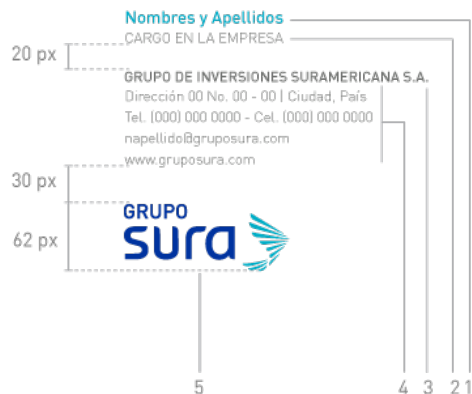 Nombres y Apellidos
CARGO EN LA EMPRESA
20 px
GRUPO DE INVERSIONES SURAMERICANA S.A.
Dirección 00 No. 00 - 00 | Ciudad, País
Tel. (000) 000 0000 - Cel. (000) 000 0000
napellido@gruposura.com
www.gruposura.com
30 px
GRUPO
sura
62 px
5 4 3 2 1